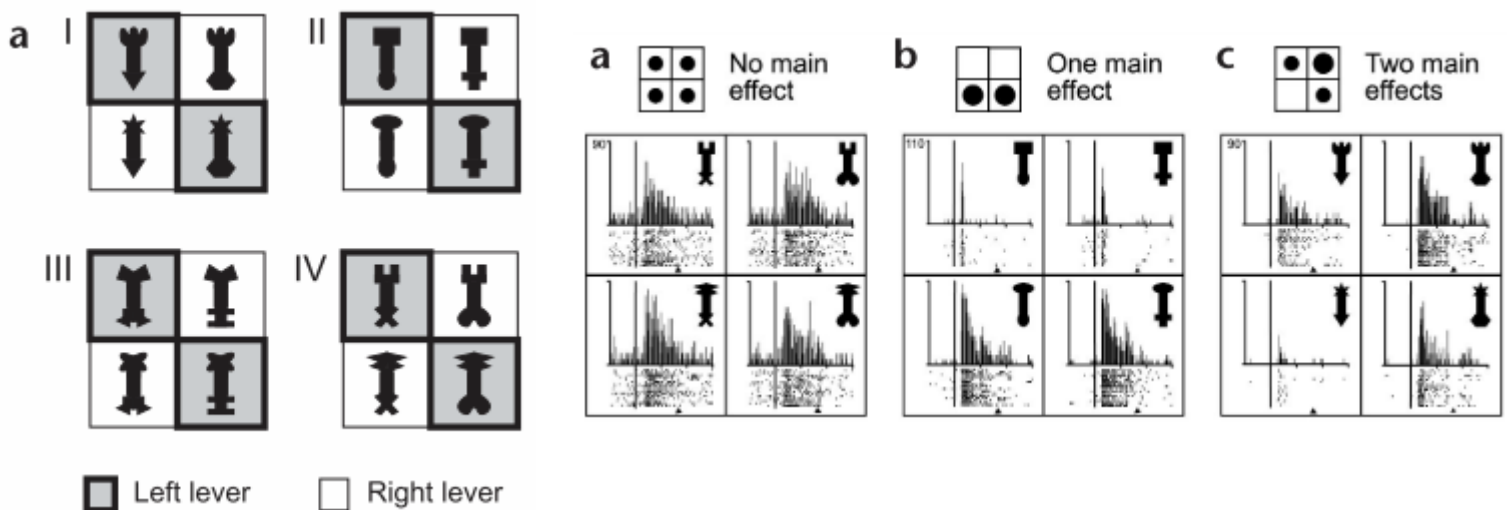 a
I
II
III
IV
Left lever
Right lever
a
No main
effect
b
One main
effect
c
Two main
effects
90
110
90